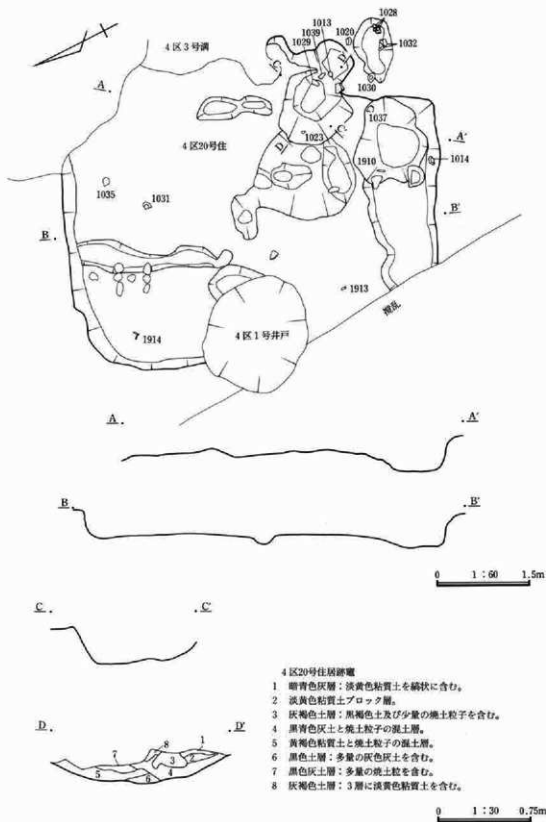 4区3号溝
1013
1039
1029
1020
1028
1032
1030
A
4区20号住
D
1023
1037
A'
1910
1014
1035
1031
B
B'
1913
攪乱
1914
4区1号井戸
A
A'
B
B'
0 1:60 1.5m
C
C'
D
D'
1
2
3
4
5
6
7
8
4区20号住居跡竈
1 暗青色灰層：淡黄色粘質土を縞状に含む。
2 淡黄色粘質土ブロック層。
3 灰褐色土層：黒褐色土及び少量の焼土粒子を含む。
4 黒青色灰土と焼土粒子の混土層。
5 黄褐色粘質土と焼土粒子の混土層。
6 黒色土層：多量の灰色灰土を含む。
7 黒色灰土層：多量の焼土粒を含む。
8 灰褐色土層：3層に淡黄色粘質土を含む。
0 1:30 0.75m